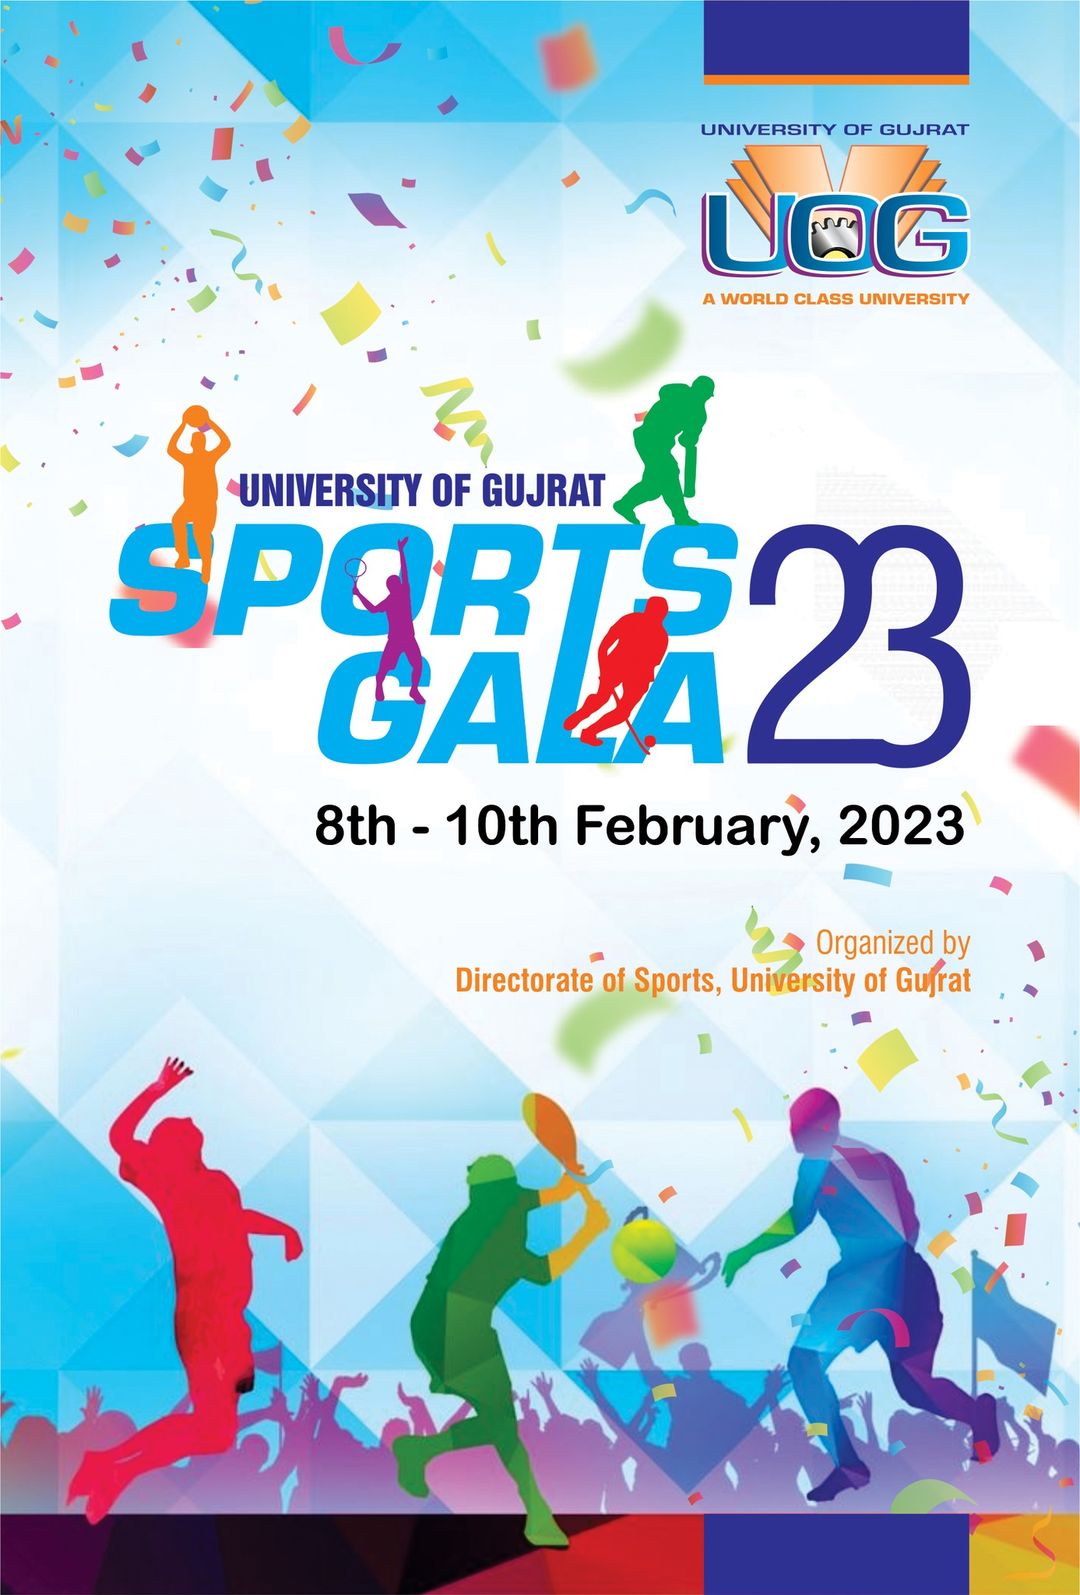 UNIVERSITY OF GUJRAT
UOG
A WORLD CLASS UNIVERSITY
UNIVERSITY OF GUJRAT
SPORTS
GALA 23
8th - 10th February, 2023
Organized by
Directorate of Sports, University of Gujrat